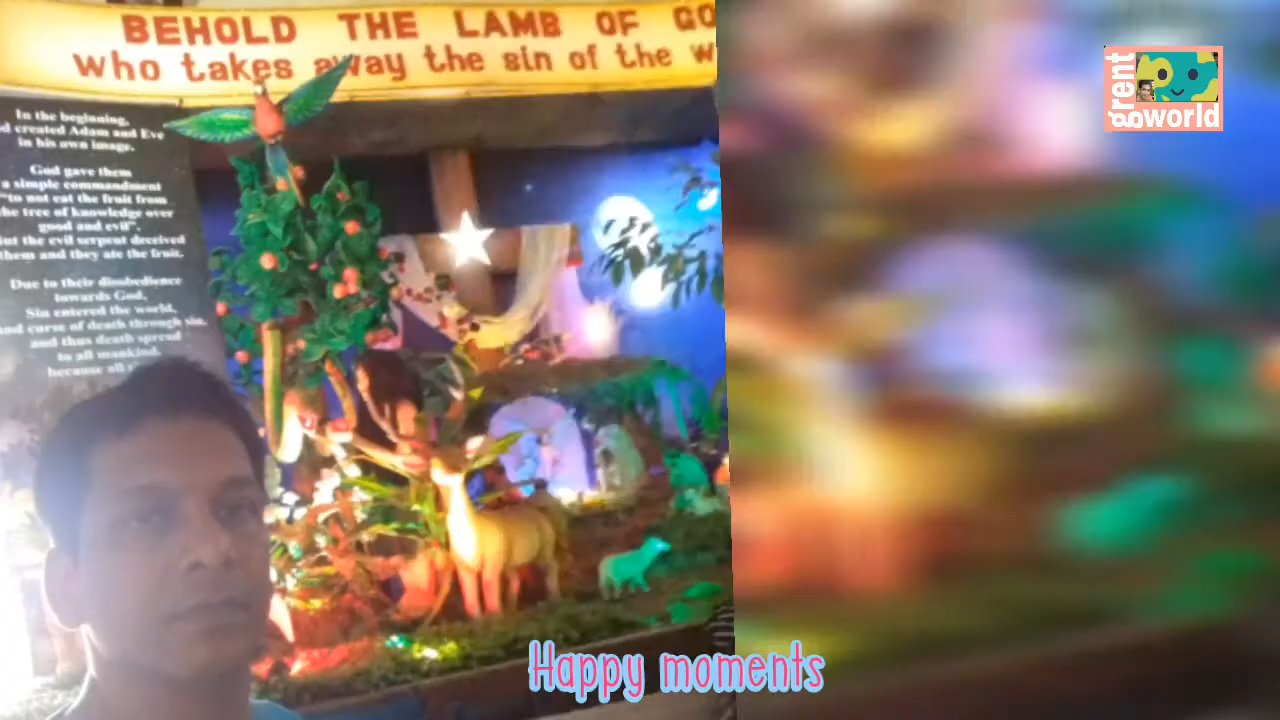 BEHOLD THE LAMB OF GO
who takes away the sin of the w
In the beginning,
d created Adam and Eve
in his own image.
God gave them
a simple commandment
"to not eat the fruit from
he tree of knowledge over
good and evil".
ut the evil serpent deceived
them and they ate the fruit.
Due to their disobedience
towards God,
Sin entered the world,
and curse of death through sin,
and thus death spread
to all mankind,
because all
grent
world
Happy moments